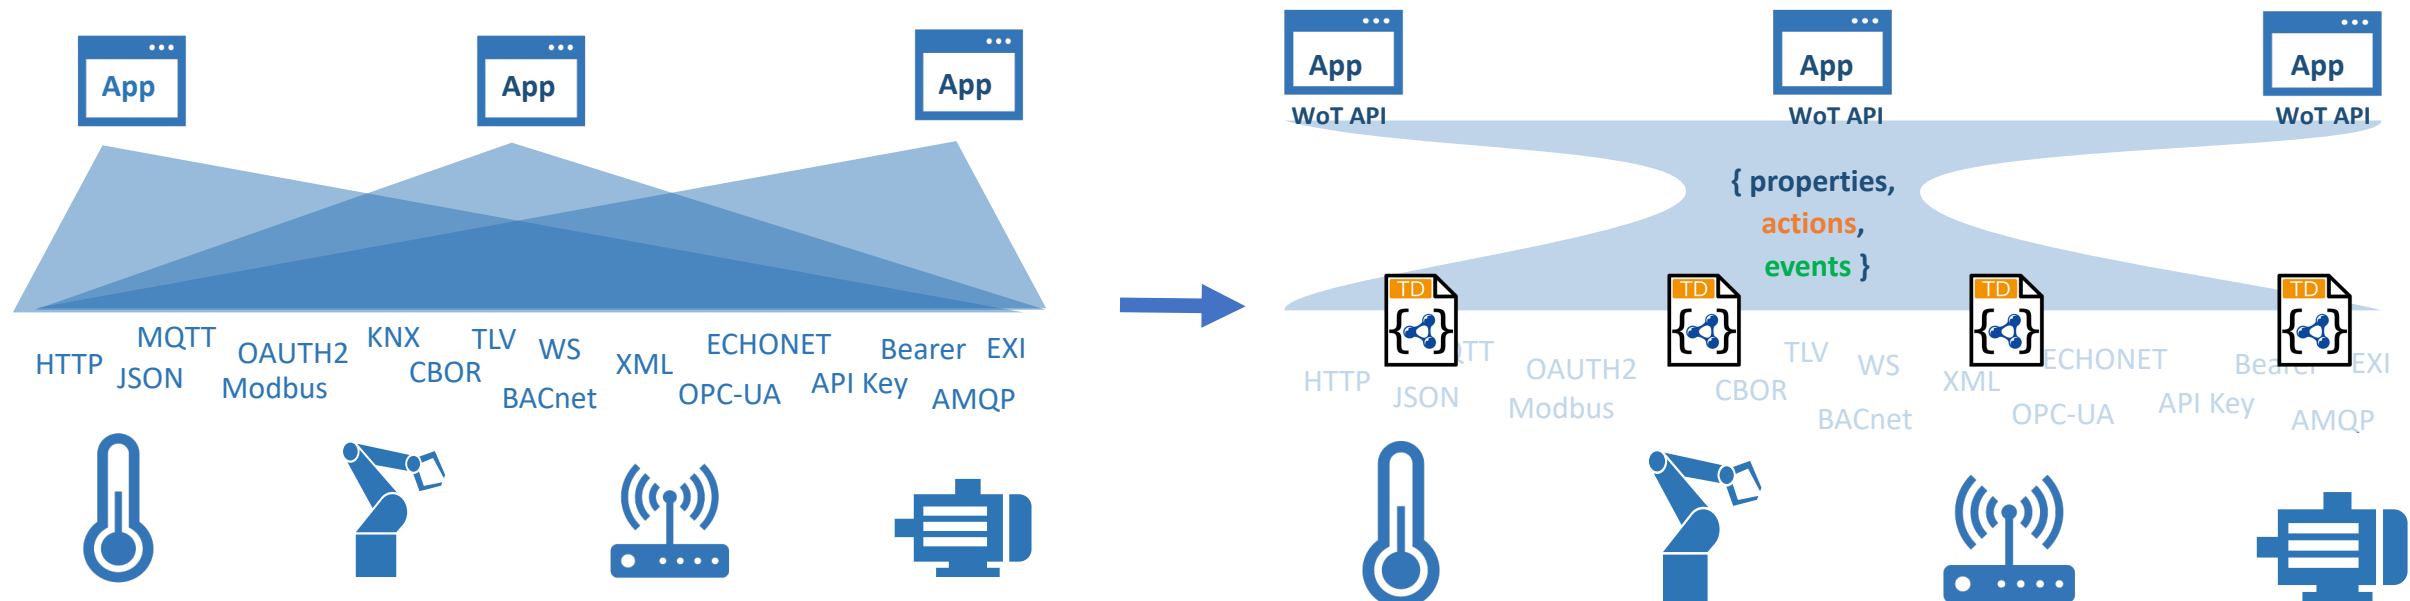 App
App
App
HTTP
MQTT
JSON
OAUTH2
Modbus
KNX
CBOR
TLV
WS
BACnet
XML
ECHONET
OPC-UA
API Key
Bearer
EXI
AMQP
App
WoT API
App
WoT API
App
WoT API
{ properties,
actions,
events }
TD
TD
TD
TD
HTTP
QTT
JSON
OAUTH2
Modbus
CBOR
TLV
WS
BACnet
XML
ECHONET
OPC-UA
API Key
Bearer
EXI
AMQP